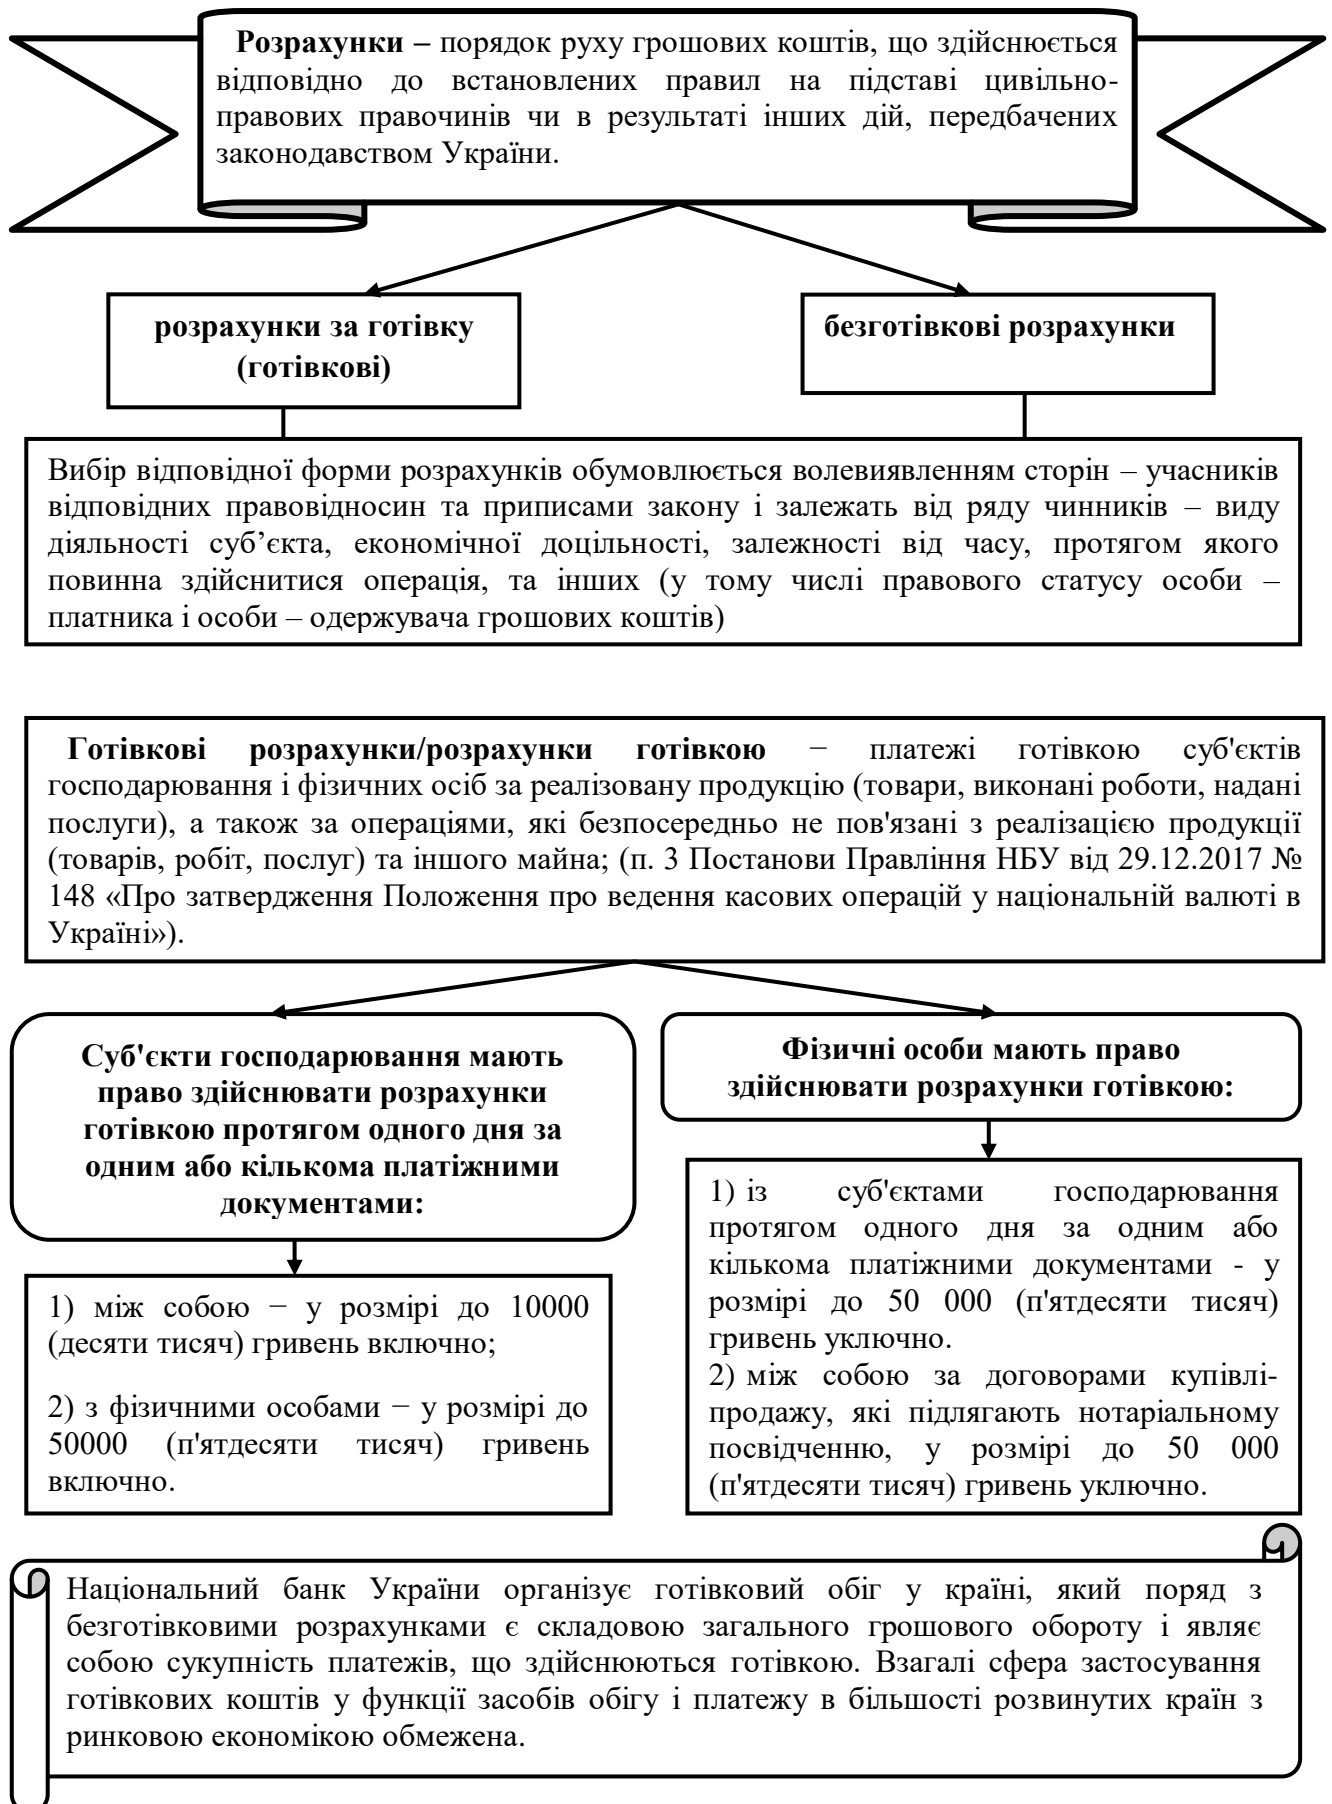 Розрахунки – порядок руху грошових коштів, що здійснюється
відповідно до встановлених правил на підставі цивільно-
правових правочинів чи в результаті інших дій, передбачених
законодавством України.
розрахунки за готівку
(готівкові)
безготівкові розрахунки
Вибір відповідної форми розрахунків обумовлюється волевиявленням сторін – учасників
відповідних правовідносин та приписами закону і залежать від ряду чинників – виду
діяльності суб’єкта, економічної доцільності, залежності від часу, протягом якого
повинна здійснитися операція, та інших (у тому числі правового статусу особи –
платника і особи – одержувача грошових коштів)
Готівкові розрахунки/розрахунки готівкою − платежі готівкою суб'єктів
господарювання і фізичних осіб за реалізовану продукцію (товари, виконані роботи, надані
послуги), а також за операціями, які безпосередньо не пов'язані з реалізацією продукції
(товарів, робіт, послуг) та іншого майна; (п. 3 Постанови Правління НБУ від 29.12.2017 №
148 «Про затвердження Положення про ведення касових операцій у національній валюті в
Україні»).
Суб'єкти господарювання мають
право здійснювати розрахунки
готівкою протягом одного дня за
одним або кількома платіжними
документами:
1) між собою − у розмірі до 10000
(десяти тисяч) гривень включно;
2) з фізичними особами − у розмірі до
50000 (п'ятдесяти тисяч) гривень
включно.
Фізичні особи мають право
здійснювати розрахунки готівкою:
1) із суб'єктами господарювання
протягом одного дня за одним або
кількома платіжними документами - у
розмірі до 50 000 (п'ятдесяти тисяч)
гривень уключно.
2) між собою за договорами купівлі-
продажу, які підлягають нотаріальному
посвідченню, у розмірі до 50 000
(п'ятдесяти тисяч) гривень уключно.
Національний банк України організує готівковий обіг у країні, який поряд з
безготівковими розрахунками є складовою загального грошового обороту і являє
собою сукупність платежів, що здійснюються готівкою. Взагалі сфера застосування
готівкових коштів у функції засобів обігу і платежу в більшості розвинутих країн з
ринковою економікою обмежена.